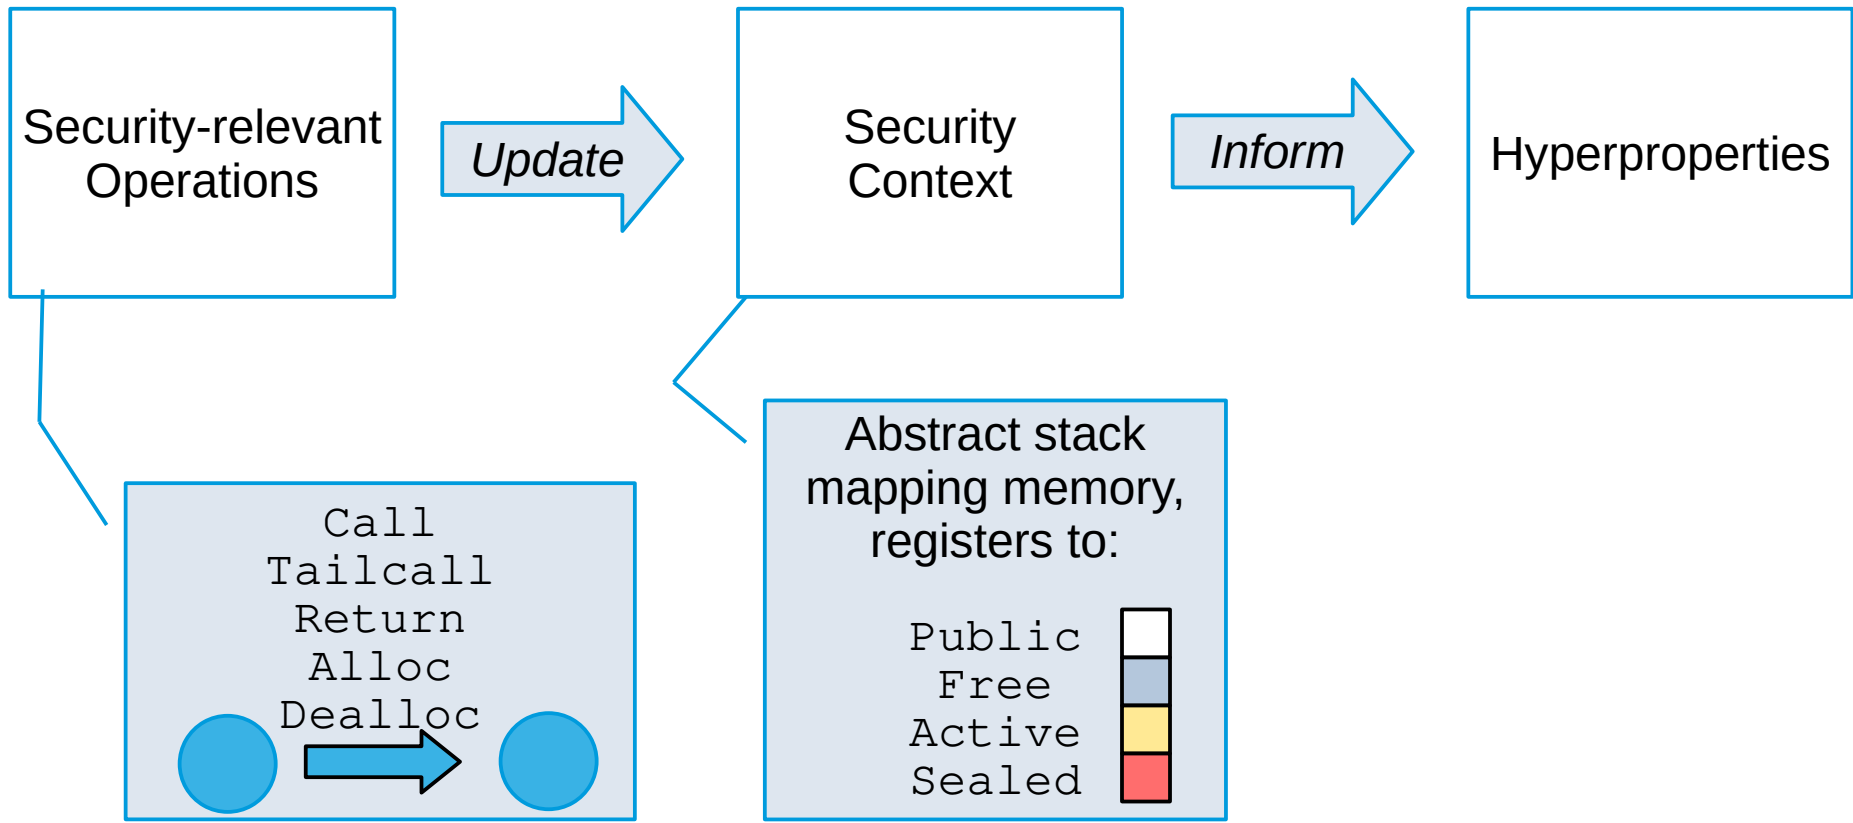 Security-relevant
Operations
Update
Security
Context
Inform
Hyperproperties
Call
Tailcall
Return
Alloc
Dealloc
Abstract stack
mapping memory,
registers to:
Public
Free
Active
Sealed